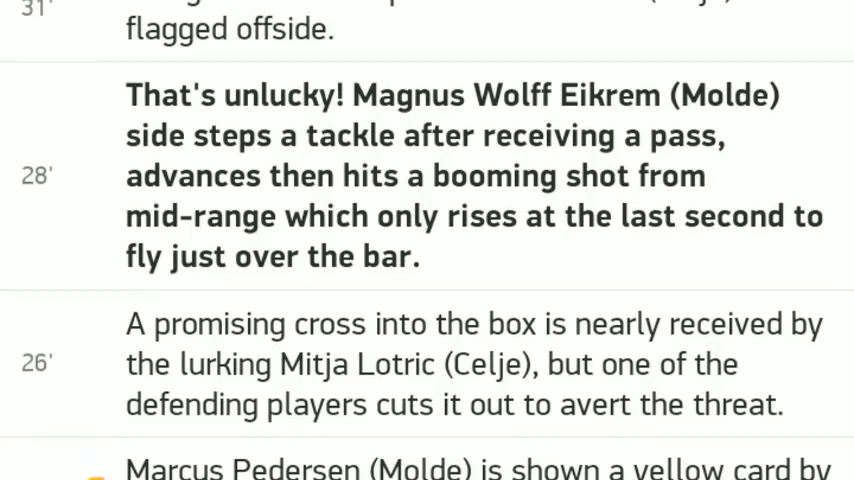 31'
flagged offside.
That's unlucky! Magnus Wolff Eikrem (Molde)
side steps a tackle after receiving a pass,
28'
advances then hits a booming shot from
mid-range which only rises at the last second to
fly just over the bar.
A promising cross into the box is nearly received by
26'
the lurking Mitja Lotric (Celje), but one of the
defending players cuts it out to avert the threat.
Marcus Pedersen (Molde) is shown a yellow card by